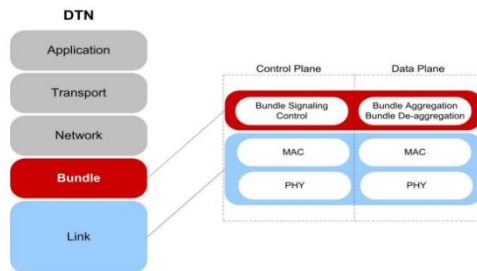 DTN
Application
Transport
Network
Bundle
Link
Control Plane
Data Plane
Bundle Signaling
Control
Bundle Aggregation
Bundle De-aggregation
MAC
MAC
PHY
PHY